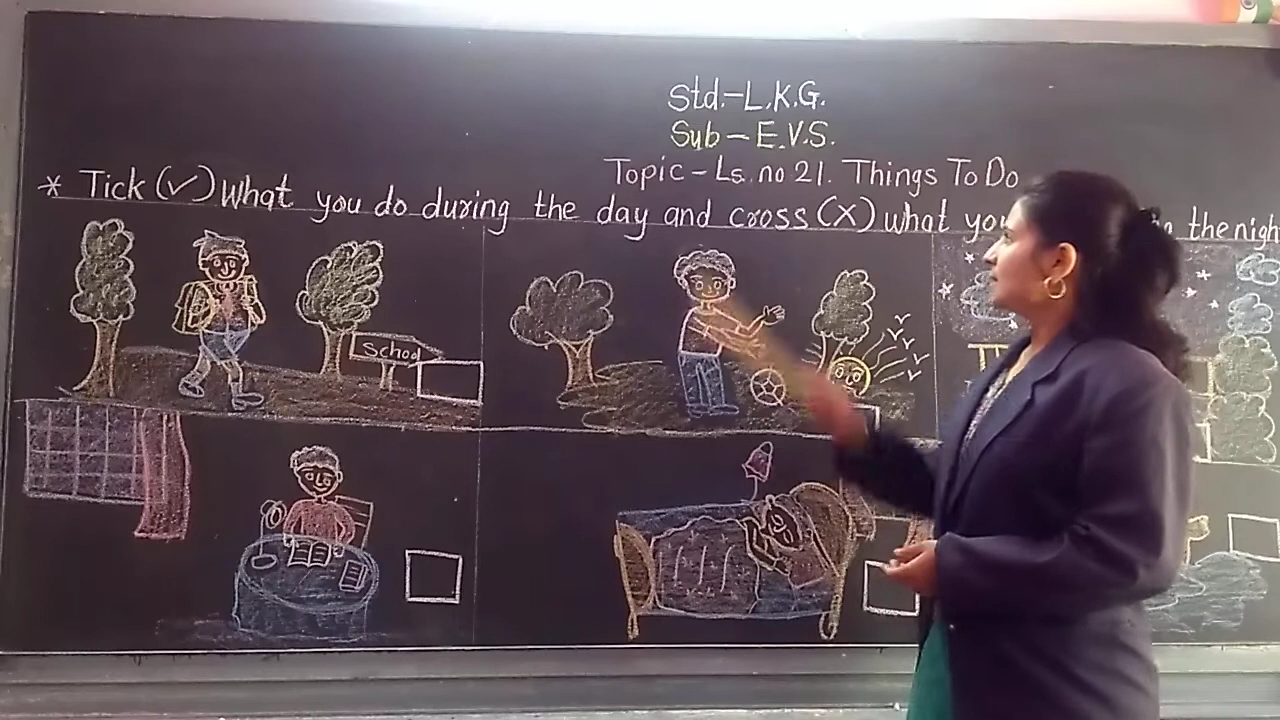 Std.-L.K.G.
Sub-E.V.S.
Topic-Ls.no 21. Things To Do
* Tick (✓) What you do during the day and cross (X) what you the nigh
School